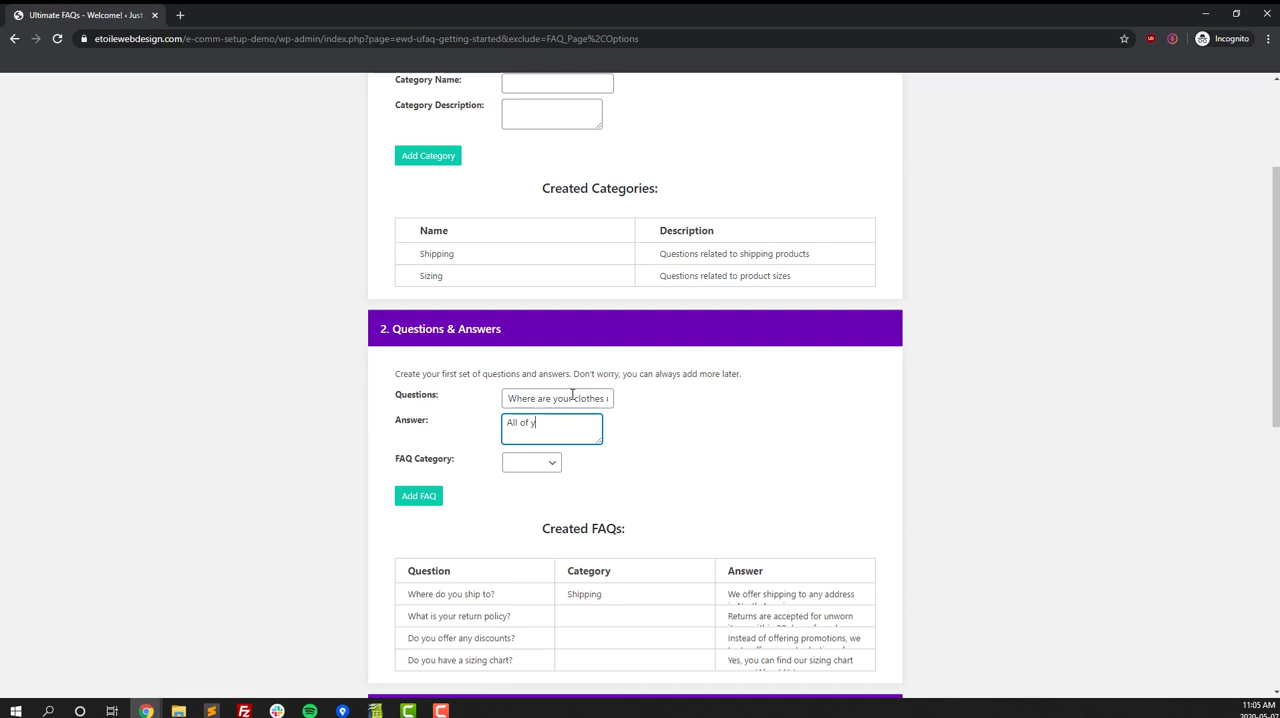 Ultimate FAQs - Welcome! ‹ Just
etoilewebdesign.com/e-comm-setup-demo/wp-admin/index.php?page=ewd-ufaq-getting-started&exclude=FAQ_Page%2COptions
Incognito
Category Name:
Category Description:
Add Category
Created Categories:
Name Description
Shipping Questions related to shipping products
Sizing Questions related to product sizes
2. Questions & Answers
Create your first set of questions and answers. Don't worry, you can always add more later.
Questions: Where are your clothes
Answer: All of y
FAQ Category:
Add FAQ
Created FAQs:
Question Category Answer
Where do you ship to? Shipping We offer shipping to any address
What is your return policy? Returns are accepted for unworn
Do you offer any discounts? Instead of offering promotions, we
Do you have a sizing chart? Yes, you can find our sizing chart
11:05 AM
2020-05-07